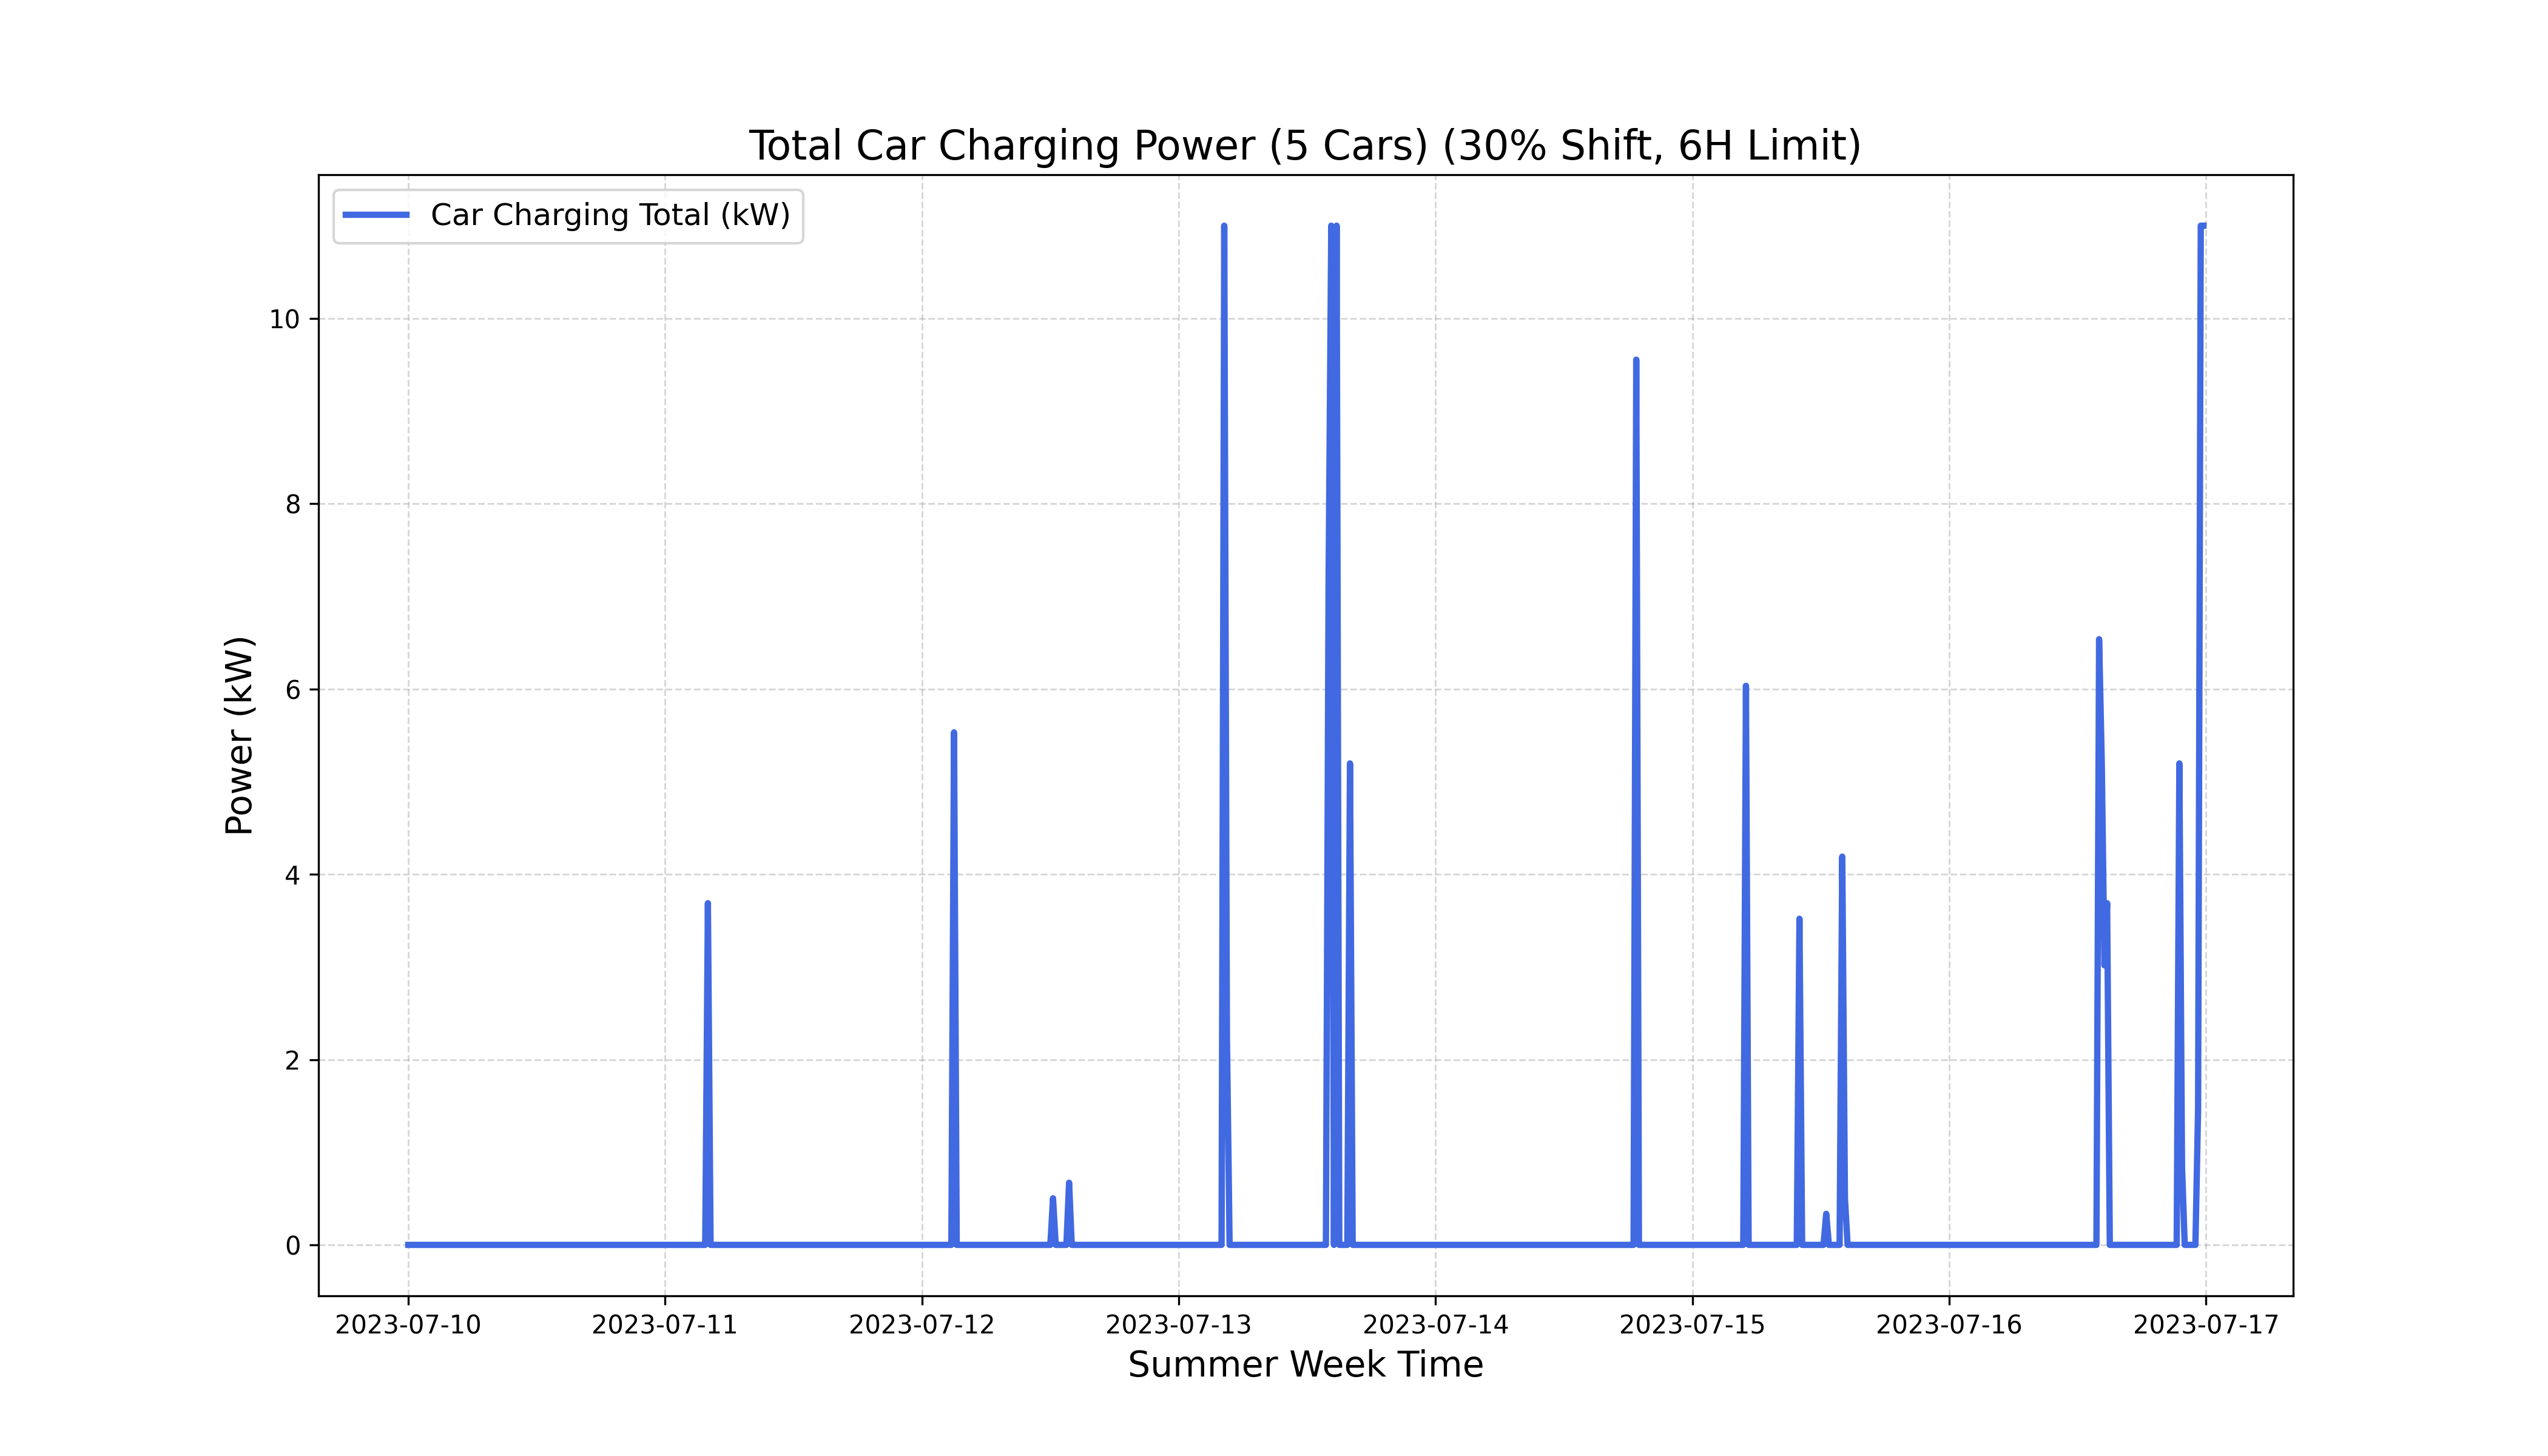 Total Car Charging Power (5 Cars) (30% Shift, 6H Limit)
Car Charging Total (kW)
Power (kW)
10
8
6
4
2
0
2023-07-10 2023-07-11 2023-07-12 2023-07-13 2023-07-14 2023-07-15 2023-07-16 2023-07-17
Summer Week Time